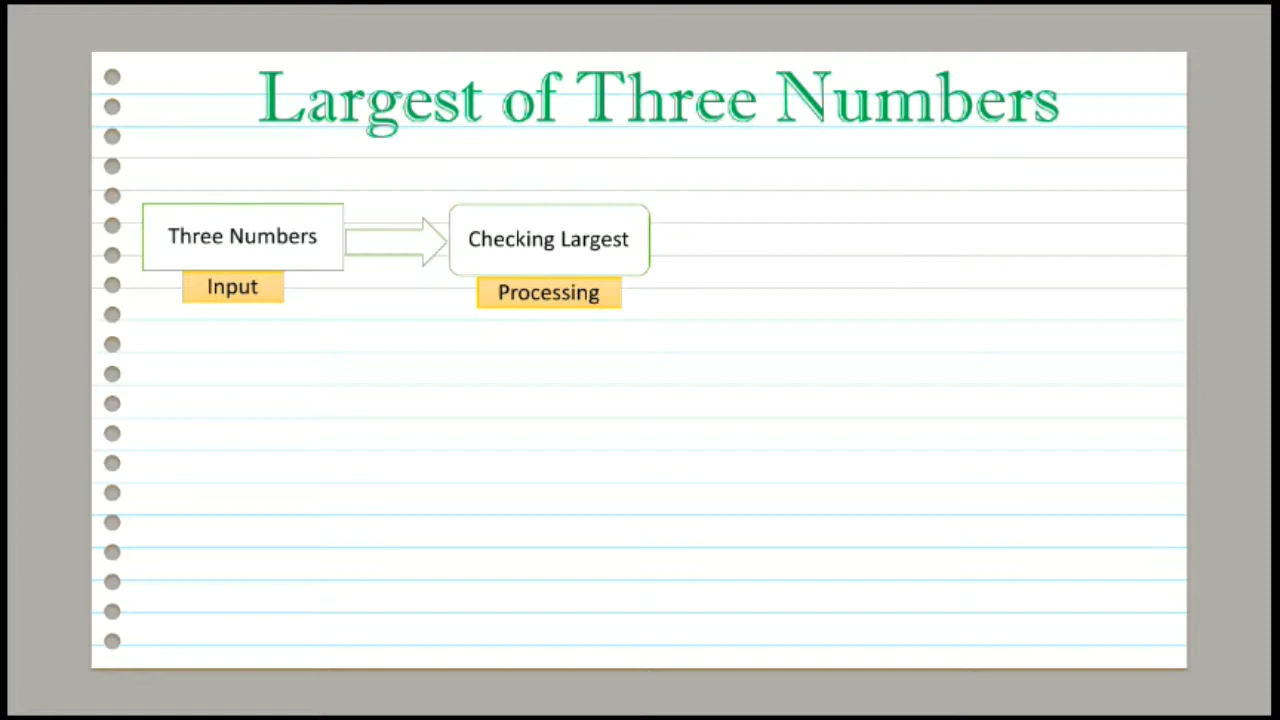 Largest of Three Numbers
Three Numbers
Checking Largest
Input
Processing